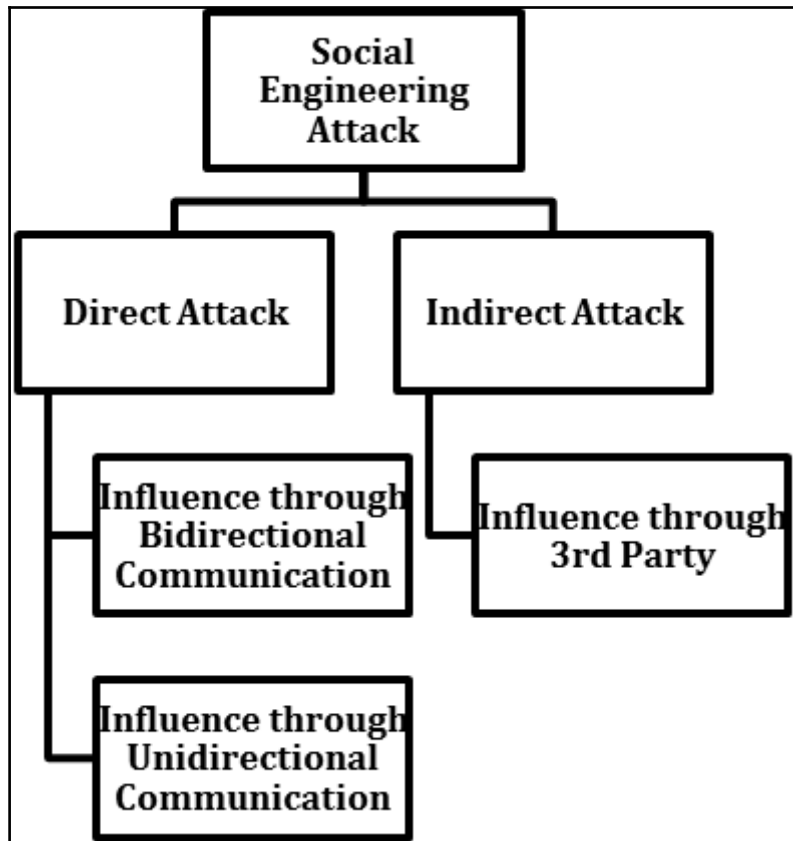 Social
Engineering
Attack
Direct Attack
Indirect Attack
Influence through
Bidirectional
Communication
Influence through
3rd Party
Influence through
Unidirectional
Communication